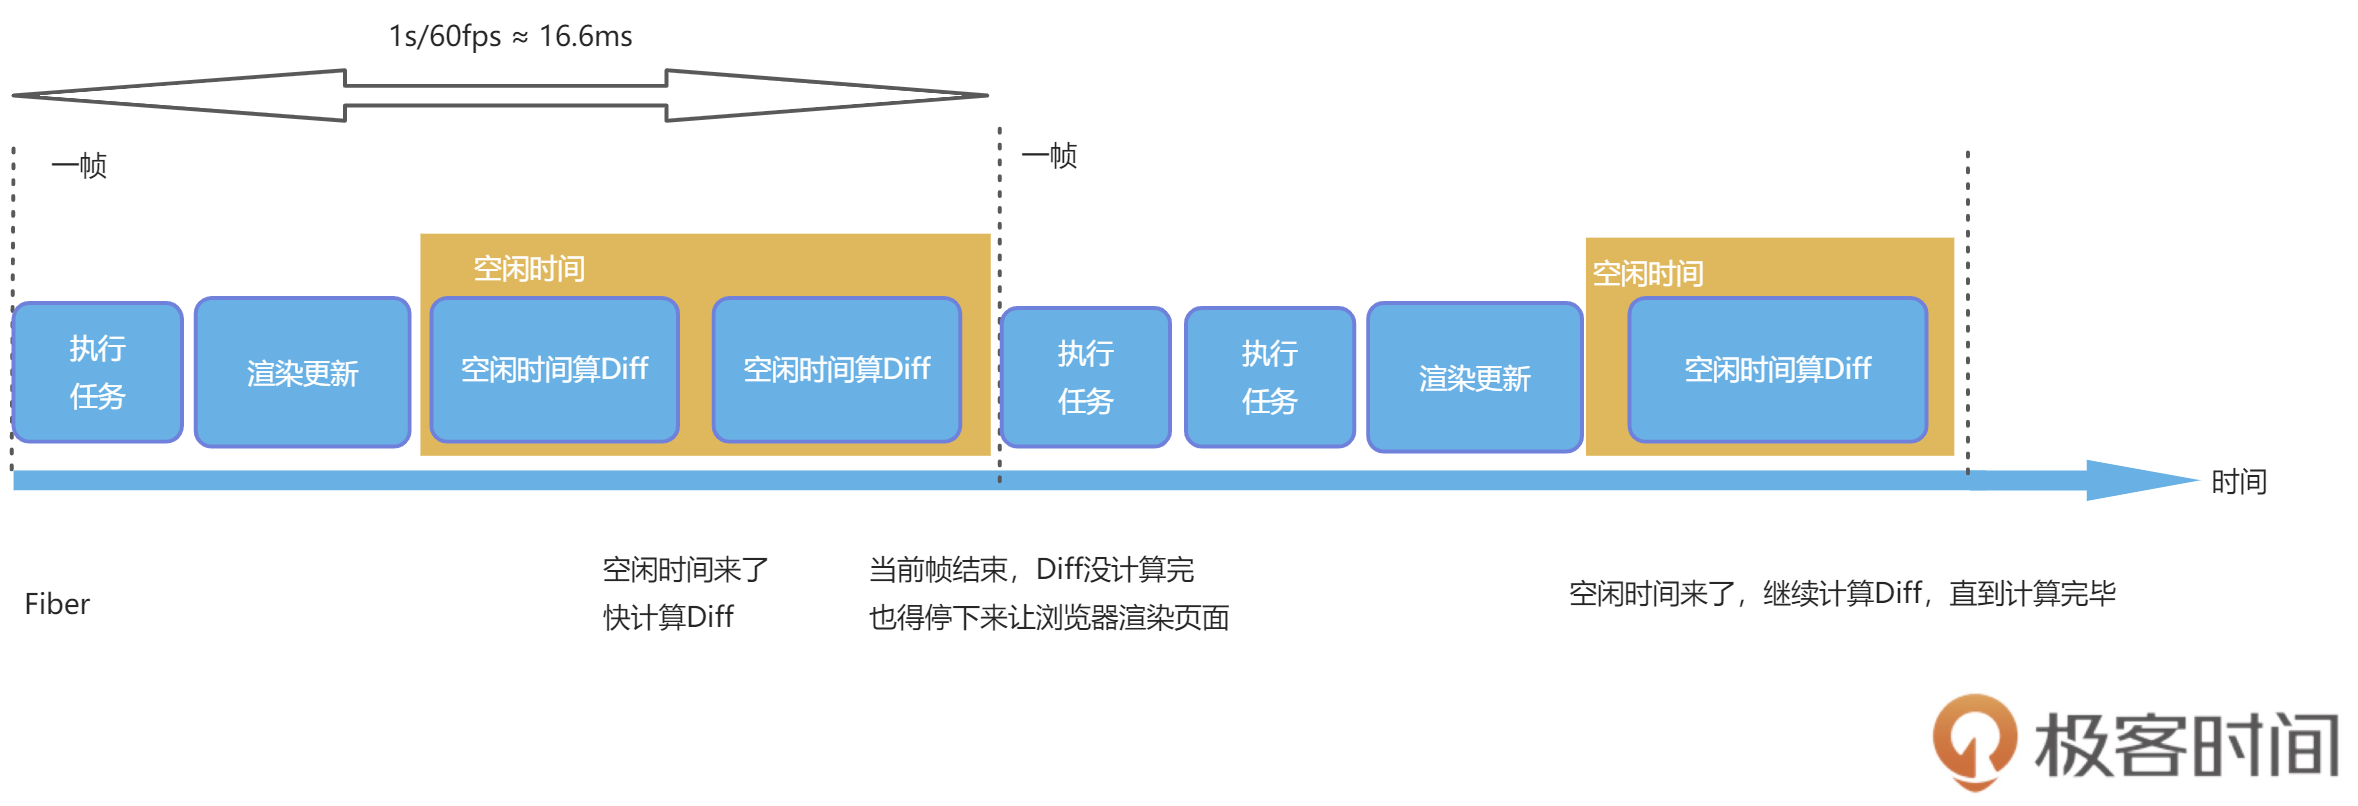 1s/60fps ≈ 16.6ms
一帧
一帧
空闲时间
空闲时间
执行
任务
渲染更新
空闲时间算Diff
空闲时间算Diff
执行
任务
执行
任务
渲染更新
空闲时间算Diff
时间
Fiber
空闲时间来了
快计算Diff
当前帧结束，Diff没计算完
也得停下来让浏览器渲染页面
空闲时间来了，继续计算Diff，直到计算完毕
极客时间